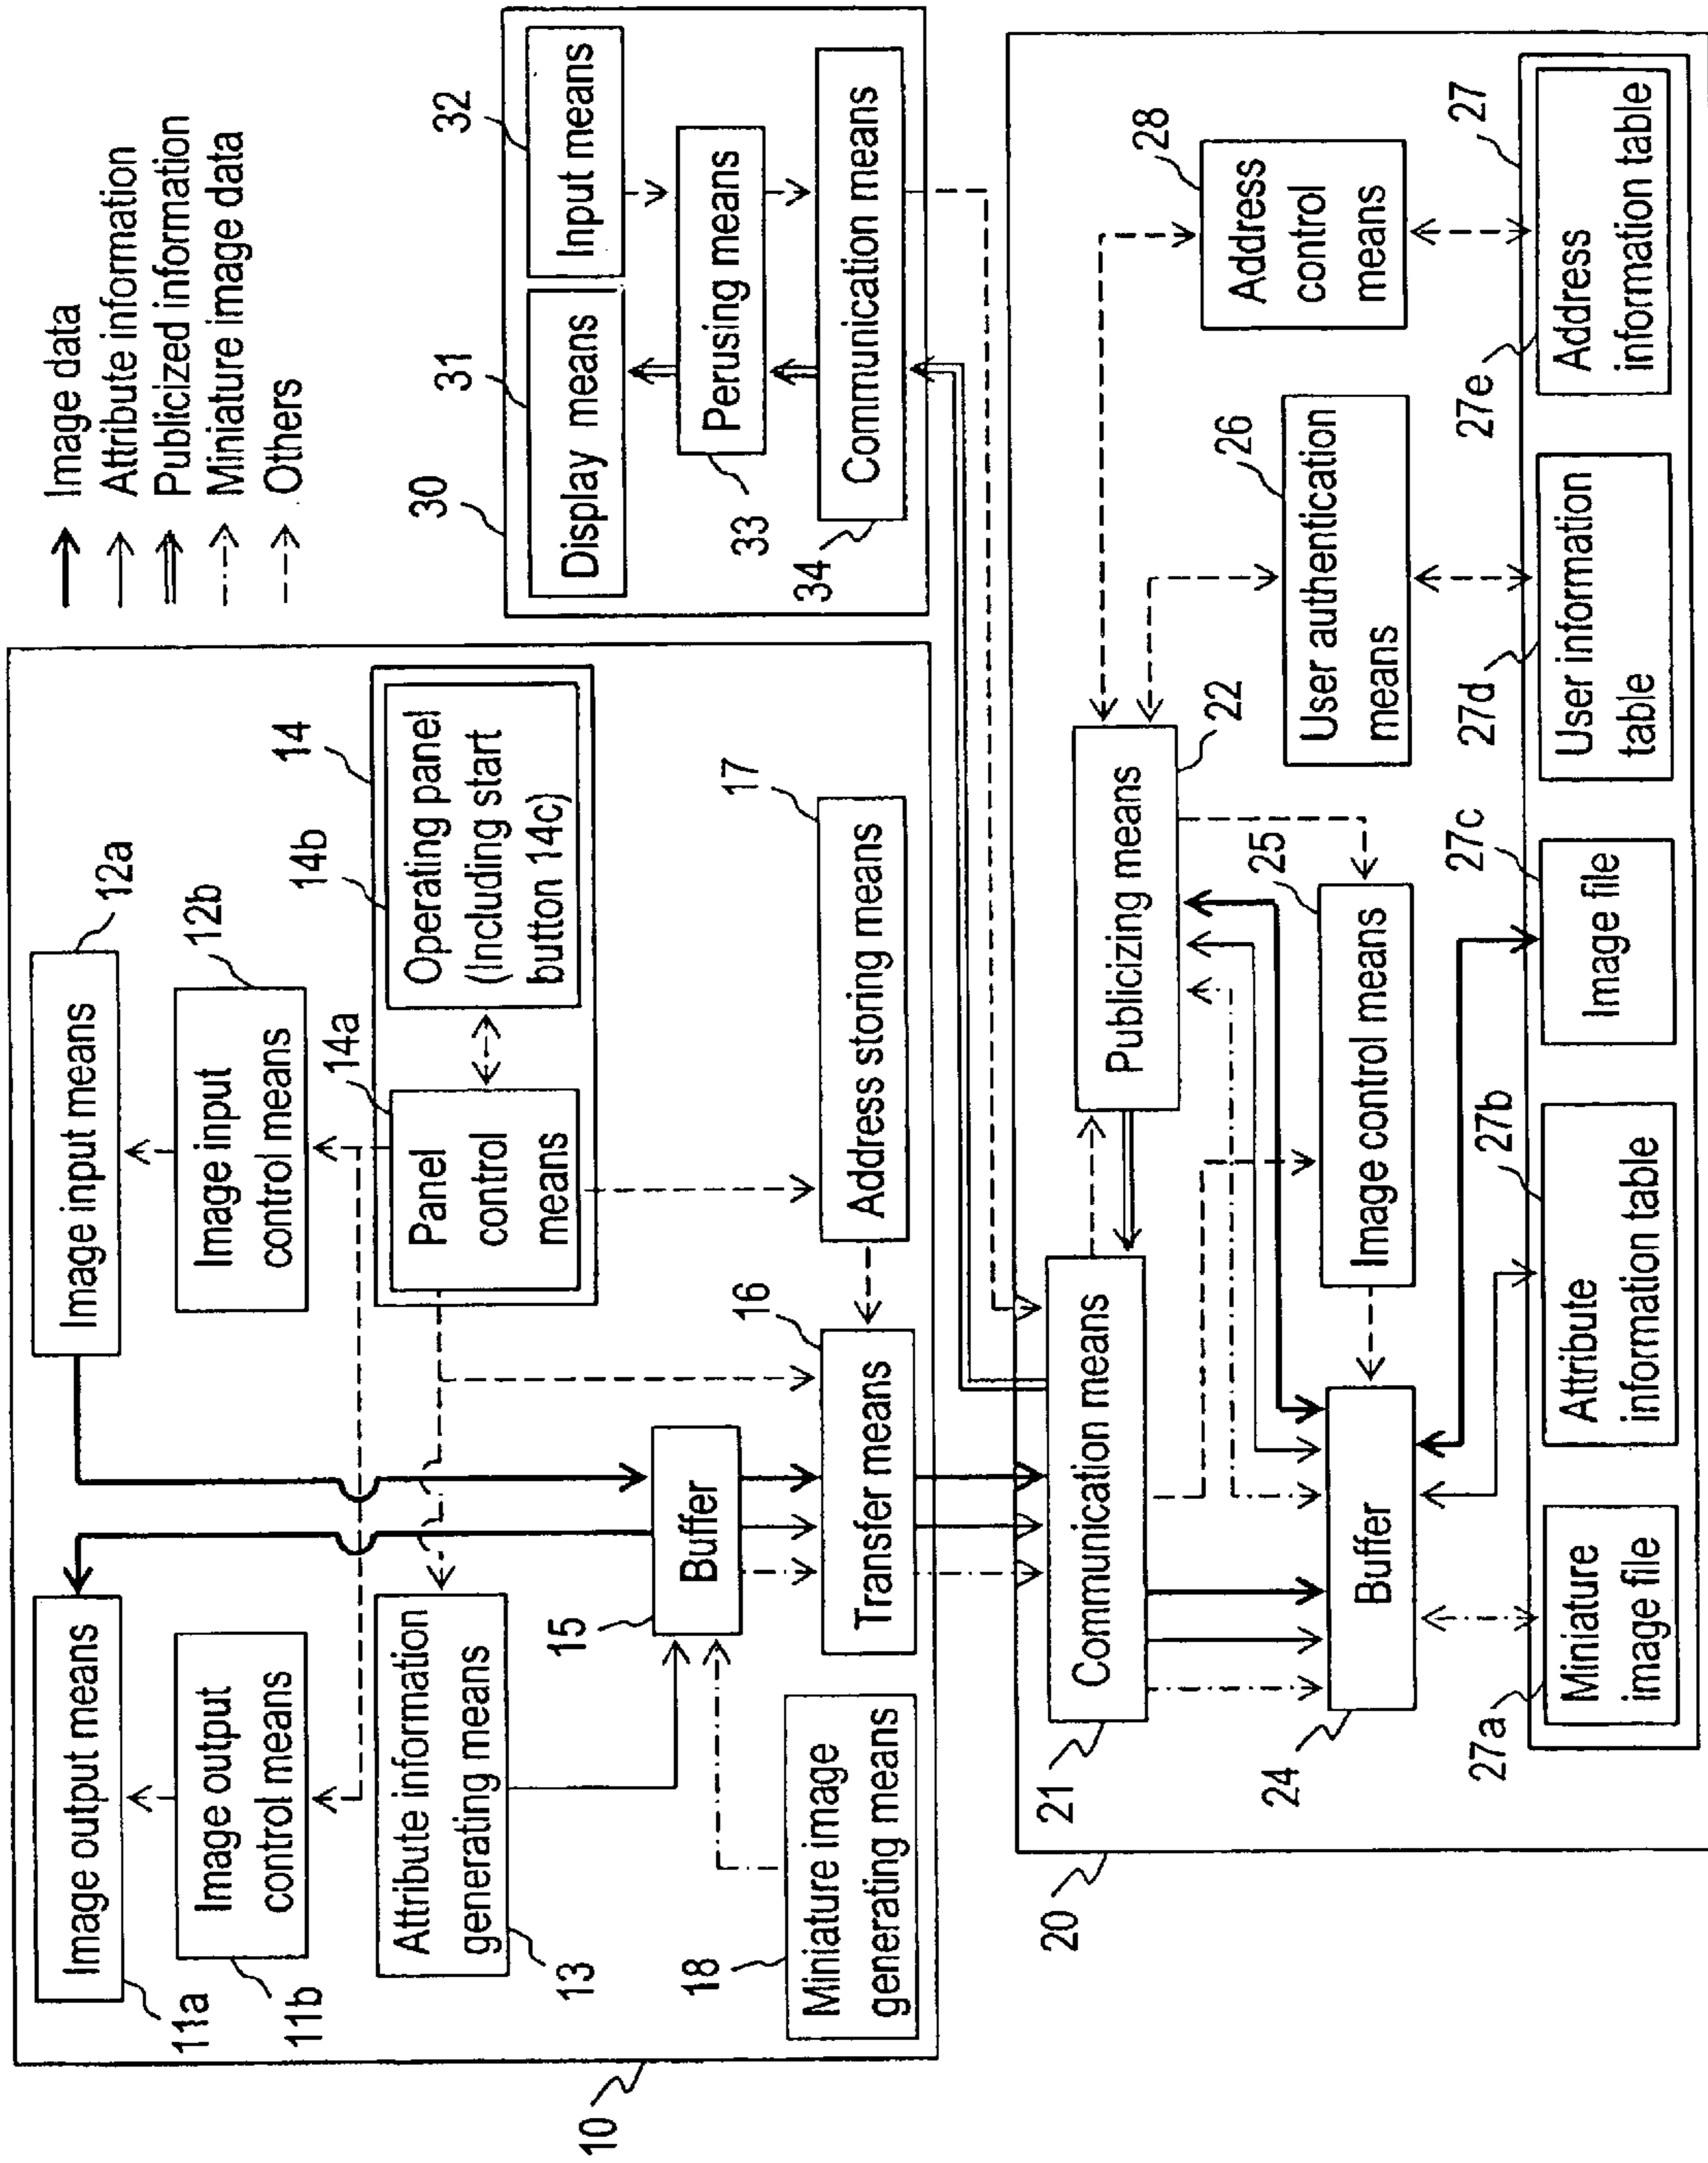 Image data
Attribute information
Publicized information
Miniature image data
Others
10
Image output means
11a
Image output
control means
11b
Image input means
12a
Image input
control means
12b
Attribute information
generating means
13
14
Panel
control
means
14a
Operating panel
(Including start
button 14c)
14b
Buffer
15
Transfer means
16
Address storing means
17
Miniature image
generating means
18
30
Display means
31
Input means
32
Perusing means
33
Communication means
34
20
Communication means
21
Publicizing means
22
Buffer
24
Image control means
25
User authentication
means
26
Address
control
means
28
27
Miniature
image file
27a
Attribute
information table
27b
Image file
27c
User information
table
27d
Address
information table
27e